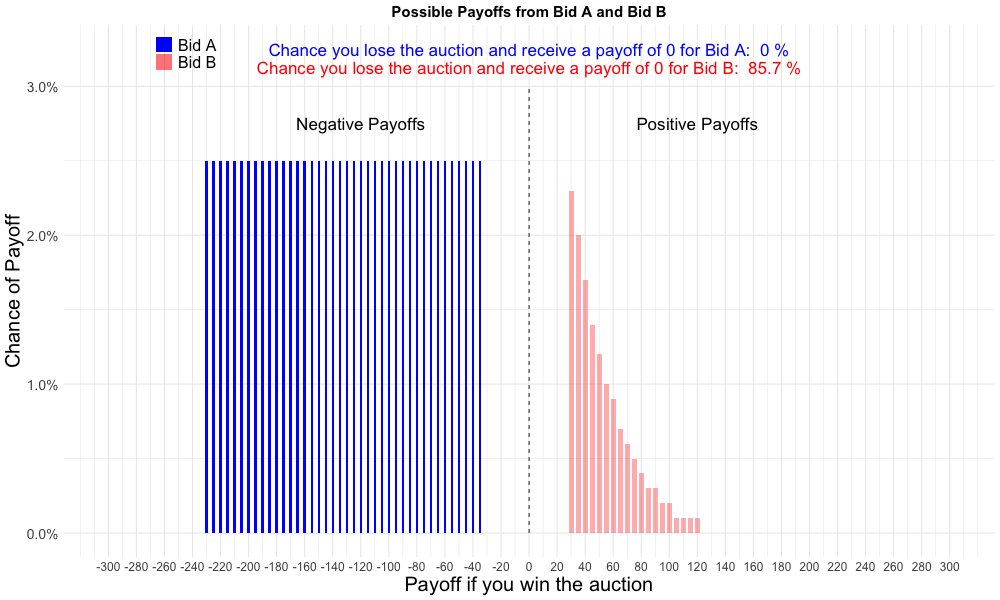 Possible Payoffs from Bid A and Bid B
Bid A
Bid B
Chance you lose the auction and receive a payoff of 0 for Bid A:  0 %
Chance you lose the auction and receive a payoff of 0 for Bid B:  85.7 %
Negative Payoffs
Positive Payoffs
Chance of Payoff
3.0%
2.0%
1.0%
0.0%
-300 -280 -260 -240 -220 -200 -180 -160 -140 -120 -100 -80 -60 -40 -20 0 20 40 60 80 100 120 140 160 180 200 220 240 260 280 300
Payoff if you win the auction